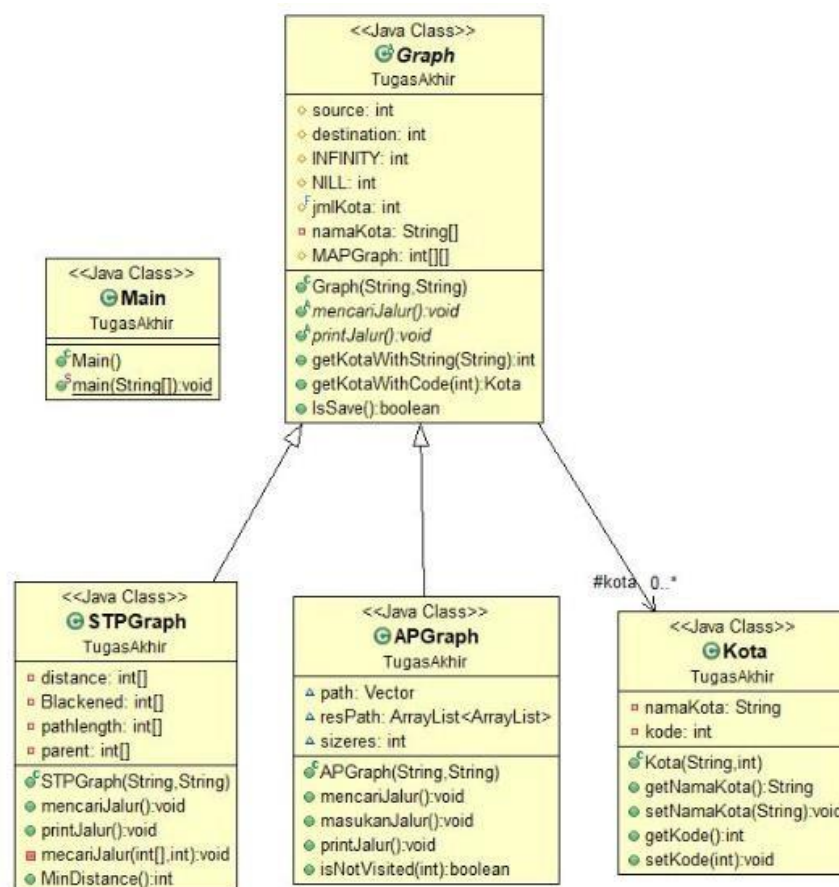 <<Java Class>>
Graph
TugasAkhir
source: int
destination: int
INFINITY: int
NILL: int
jmlKota: int
namaKota: String[]
MAPGraph: int[][]
Graph(String,String)
mencariJalur():void
printJalur():void
getKotaWithString(String):int
getKotaWithCode(int):Kota
IsSave():boolean
<<Java Class>>
Main
TugasAkhir
Main()
main(String[]):void
#kota 0..*
<<Java Class>>
STPGraph
TugasAkhir
distance: int[]
Blackened: int[]
pathlength: int[]
parent: int[]
STPGraph(String,String)
mencariJalur():void
printJalur():void
mecariJalur(int[],int):void
MinDistance():int
<<Java Class>>
APGraph
TugasAkhir
path: Vector
resPath: ArrayList<ArrayList>
sizeres: int
APGraph(String,String)
mencariJalur():void
masukanJalur():void
printJalur():void
isNotVisited(int):boolean
<<Java Class>>
Kota
TugasAkhir
namaKota: String
kode: int
Kota(String,int)
getNamaKota():String
setNamaKota(String):void
getKode():int
setKode(int):void